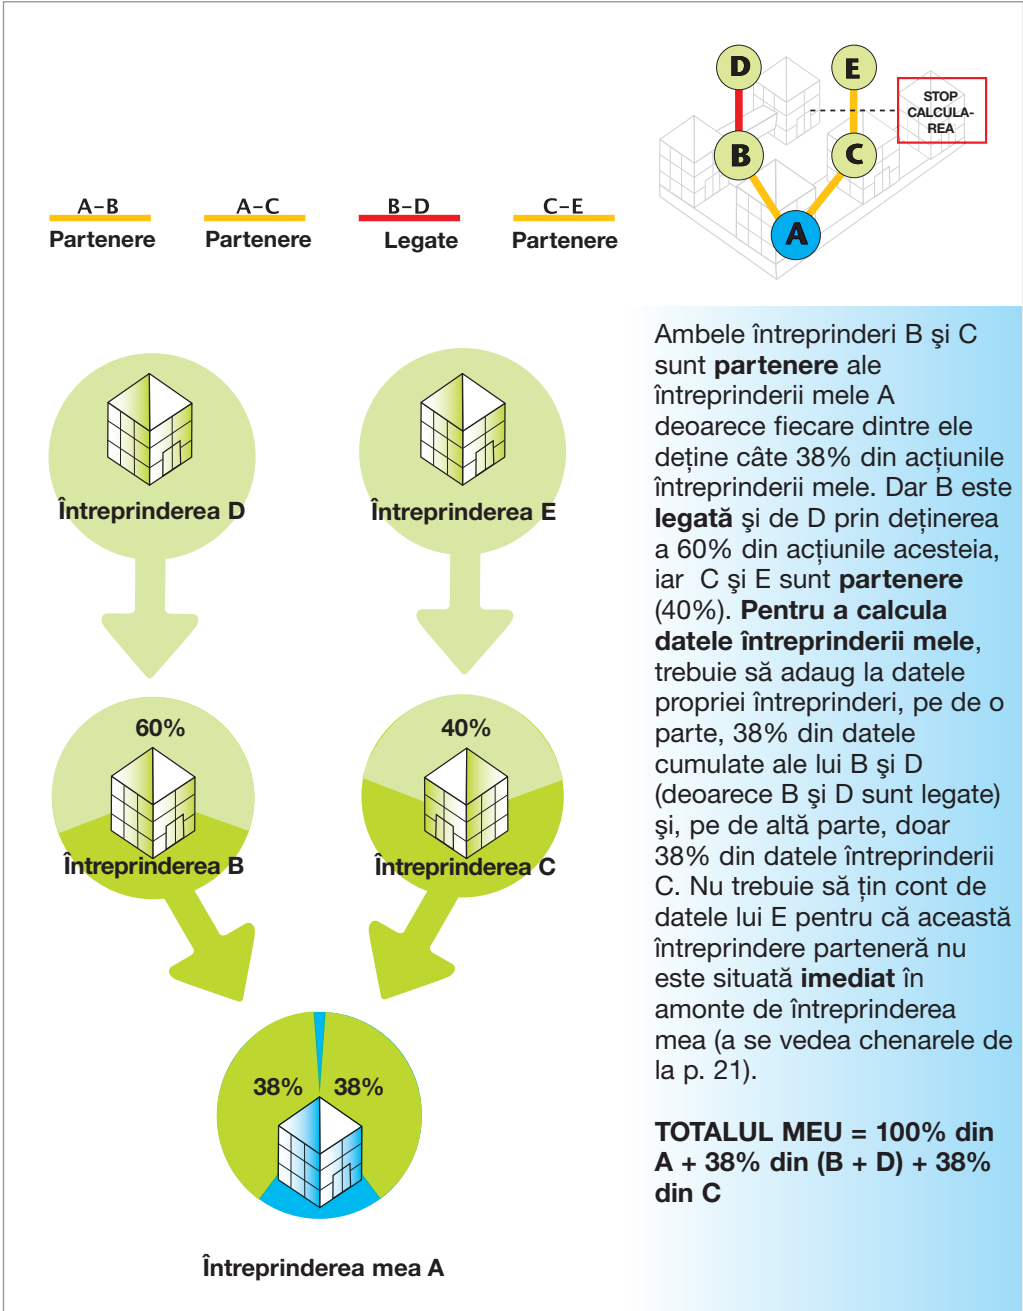 D
E
STOP
CALCULA-
REA
B
C
A
A-B
A-C
B-D
C-E
Partenere
Partenere
Legate
Partenere
Întreprinderea D
Întreprinderea E
60%
40%
Întreprinderea B
Întreprinderea C
38%
38%
Întreprinderea mea A
Ambele întreprinderi B şi C
sunt partenere ale
întreprinderii mele A
deoarece fiecare dintre ele
deţine câte 38% din acţiunile
întreprinderii mele. Dar B este
legată şi de D prin deţinerea
a 60% din acţiunile acesteia,
iar C şi E sunt partenere
(40%). Pentru a calcula
datele întreprinderii mele,
trebuie să adaug la datele
propriei întreprinderi, pe de o
parte, 38% din datele
cumulate ale lui B şi D
(deoarece B şi D sunt legate)
şi, pe de altă parte, doar
38% din datele întreprinderii
C. Nu trebuie să ţin cont de
datele lui E pentru că această
întreprindere parteneră nu
este situată imediat în
amonte de întreprinderea
mea (a se vedea chenarele de
la p. 21).
TOTALUL MEU = 100% din
A + 38% din (B + D) + 38%
din C